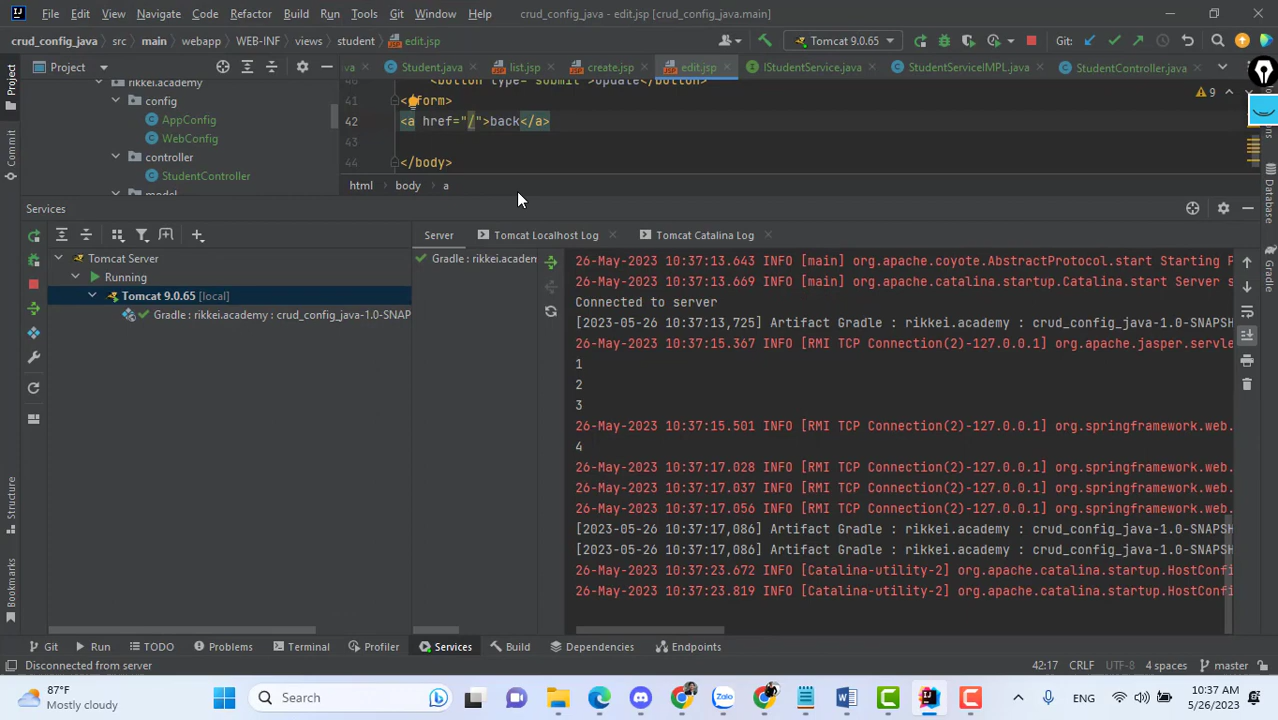 File Edit View Navigate Code Refactor Build Run Tools Git Window Help crud_config_java - edit.jsp [crud_config_java.main]
crud_config_java src main webapp WEB-INF views student edit.jsp Tomcat 9.0.65 Git:
Project Student.java list.jsp create.jsp edit.jsp IStudentService.java StudentServiceIMPL.java StudentController.java
rikkei.academy
config
AppConfig
WebConfig
controller
StudentController
41
42 <a href="/">back</a>
44 </body>
9
html body a
Services
Server Tomcat Localhost Log Tomcat Catalina Log
Tomcat Server
Running
Tomcat 9.0.65 [local]
Gradle : rikkei.academy : crud_config_java-1.0-SNAP
Gradle : rikkei.academ
26-May-2023 10:37:13.643 INFO [main] org.apache.coyote.AbstractProtocol.start Starting P
26-May-2023 10:37:13.669 INFO [main] org.apache.catalina.startup.Catalina.start Server s
Connected to server
[2023-05-26 10:37:13,725] Artifact Gradle : rikkei.academy : crud_config_java-1.0-SNAPSH
26-May-2023 10:37:15.367 INFO [RMI TCP Connection(2)-127.0.0.1] org.apache.jasper.servle
1
2
3
26-May-2023 10:37:15.501 INFO [RMI TCP Connection(2)-127.0.0.1] org.springframework.web.
4
26-May-2023 10:37:17.028 INFO [RMI TCP Connection(2)-127.0.0.1] org.springframework.web.
26-May-2023 10:37:17.037 INFO [RMI TCP Connection(2)-127.0.0.1] org.springframework.web.
26-May-2023 10:37:17.056 INFO [RMI TCP Connection(2)-127.0.0.1] org.springframework.web.
[2023-05-26 10:37:17,086] Artifact Gradle : rikkei.academy : crud_config_java-1.0-SNAPSH
[2023-05-26 10:37:17,086] Artifact Gradle : rikkei.academy : crud_config_java-1.0-SNAPSH
26-May-2023 10:37:23.672 INFO [Catalina-utility-2] org.apache.catalina.startup.HostConfi
26-May-2023 10:37:23.819 INFO [Catalina-utility-2] org.apache.catalina.startup.HostConfi
Project
Commit
Structure
Bookmarks
Database
Gradle
Git Run TODO Problems Terminal Profiler Services Build Dependencies Endpoints
Disconnected from server 42:17 CRLF UTF-8 4 spaces master
87°F
Mostly cloudy
Search
Zalo
ENG
10:37 AM
5/26/2023